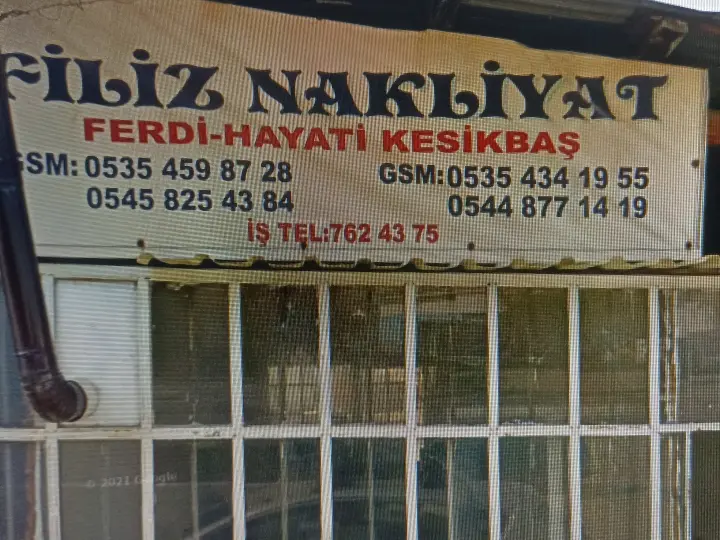 FİLİZ NAKLİYAT
FERDİ-HAYATİ KESİKBAŞ
GSM: 0535 459 87 28 GSM: 0535 434 19 55
0545 825 43 84 0544 877 14 19
İŞ TEL:762 43 75
© 2021 Google